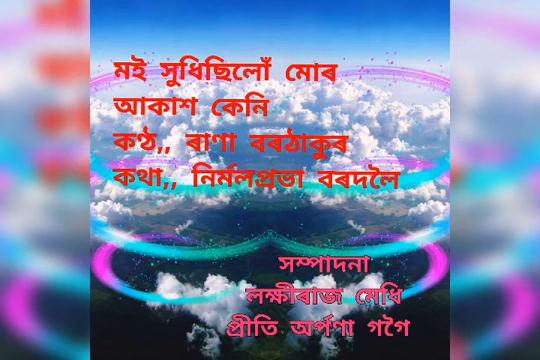 মই সুধিছিলোঁ মোৰ
আকাশ কেনি
কণ্ঠ,, ৰাণা বৰঠাকুৰ
কথা,, নিৰ্মলপ্ৰভা বৰদলৈ
সম্পাদনা
লক্ষীৰাজ মেধি
প্ৰীতি অৰ্পণা গগৈ